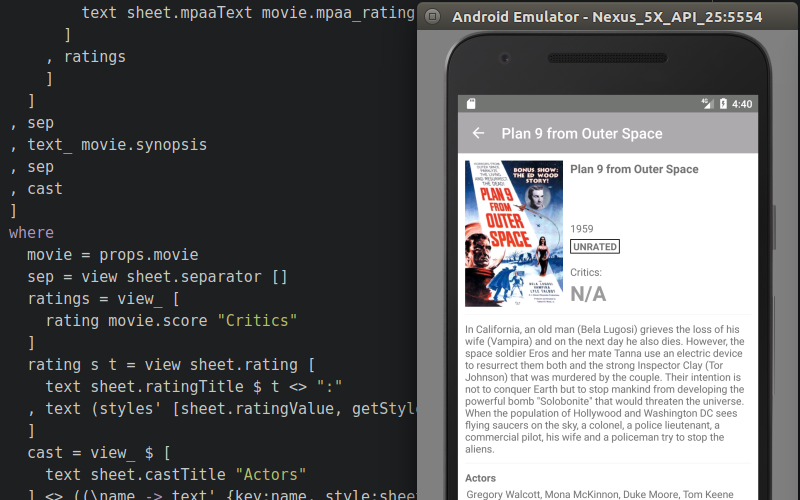 text sheet.mpaaText movie.mpaa_rating
]
, ratings
]
]
, sep
, text_ movie.synopsis
, sep
, cast
]
where
movie = props.movie
sep = view sheet.separator []
ratings = view_ [
rating movie.score "Critics"
]
rating s t = view sheet.rating [
text sheet.ratingTitle $ t <> ":"
, text (styles' [sheet.ratingValue, getStyl
]
cast = view_ $ [
text sheet.castTitle "Actors"
] <> ((\name -> text' {key:name, style:sheet
Android Emulator - Nexus_5X_API_25:5554
4G 4:40
Plan 9 from Outer Space
BONUS SHOW:
THE ED WOOD
STORY!
PLAN 9
FROM
OUTER
SPACE
BELA LUGOSI
VAMPIRA
LYLE TALBOT
Plan 9 from Outer Space
1959
UNRATED
Critics:
N/A
In California, an old man (Bela Lugosi) grieves the loss of his
wife (Vampira) and on the next day he also dies. However, the
space soldier Eros and her mate Tanna use an electric device
to resurrect them both and the strong Inspector Clay (Tor
Johnson) that was murdered by the couple. Their intention is
not to conquer Earth but to stop mankind from developing the
powerful bomb "Solobonite" that would threaten the universe.
When the population of Hollywood and Washington DC sees
flying saucers on the sky, a colonel, a police lieutenant, a
commercial pilot, his wife and a policeman try to stop the
aliens.
Actors
Gregory Walcott, Mona McKinnon, Duke Moore, Tom Keene